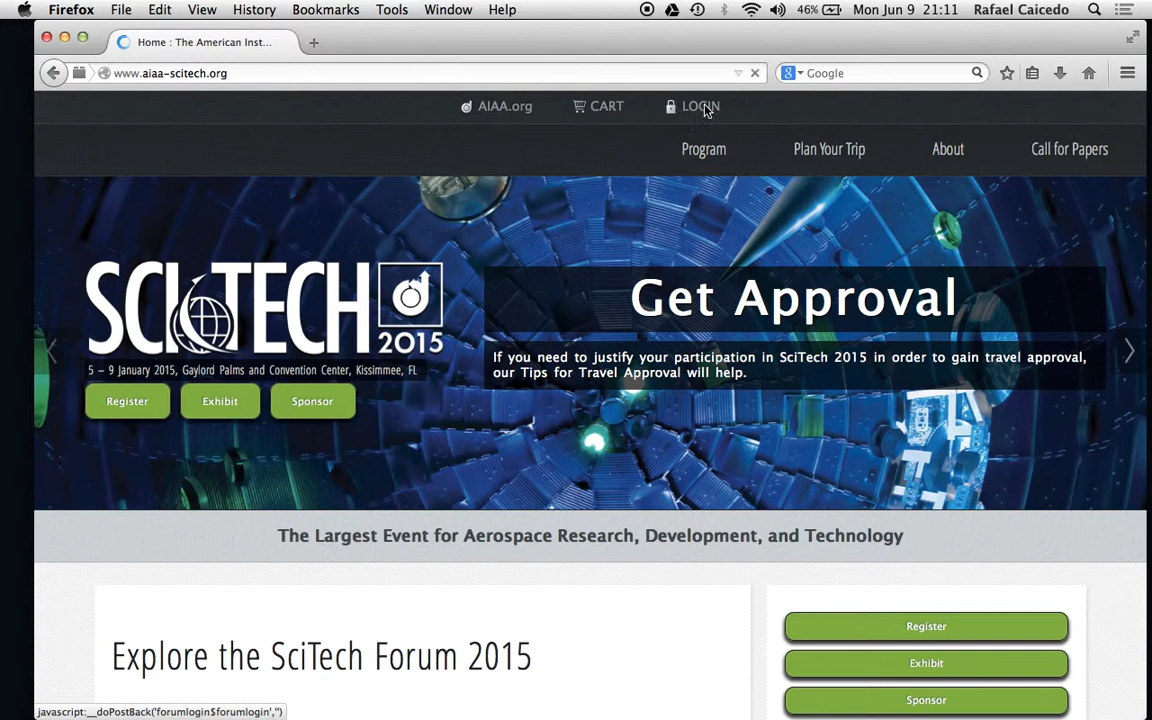 Firefox File Edit View History Bookmarks Tools Window Help 46% Mon Jun 9 21:11 Rafael Caicedo
Home : The American Inst...
www.aiaa-scitech.org Google
AIAA.org CART LOGIN
Program Plan Your Trip About Call for Papers
SCITECH
2015
5 – 9 January 2015, Gaylord Palms and Convention Center, Kissimmee, FL
Register Exhibit Sponsor
Get Approval
If you need to justify your participation in SciTech 2015 in order to gain travel approval,
our Tips for Travel Approval will help.
The Largest Event for Aerospace Research, Development, and Technology
Explore the SciTech Forum 2015
Register
Exhibit
Sponsor
javascript:__doPostBack('forumlogin$forumlogin','')